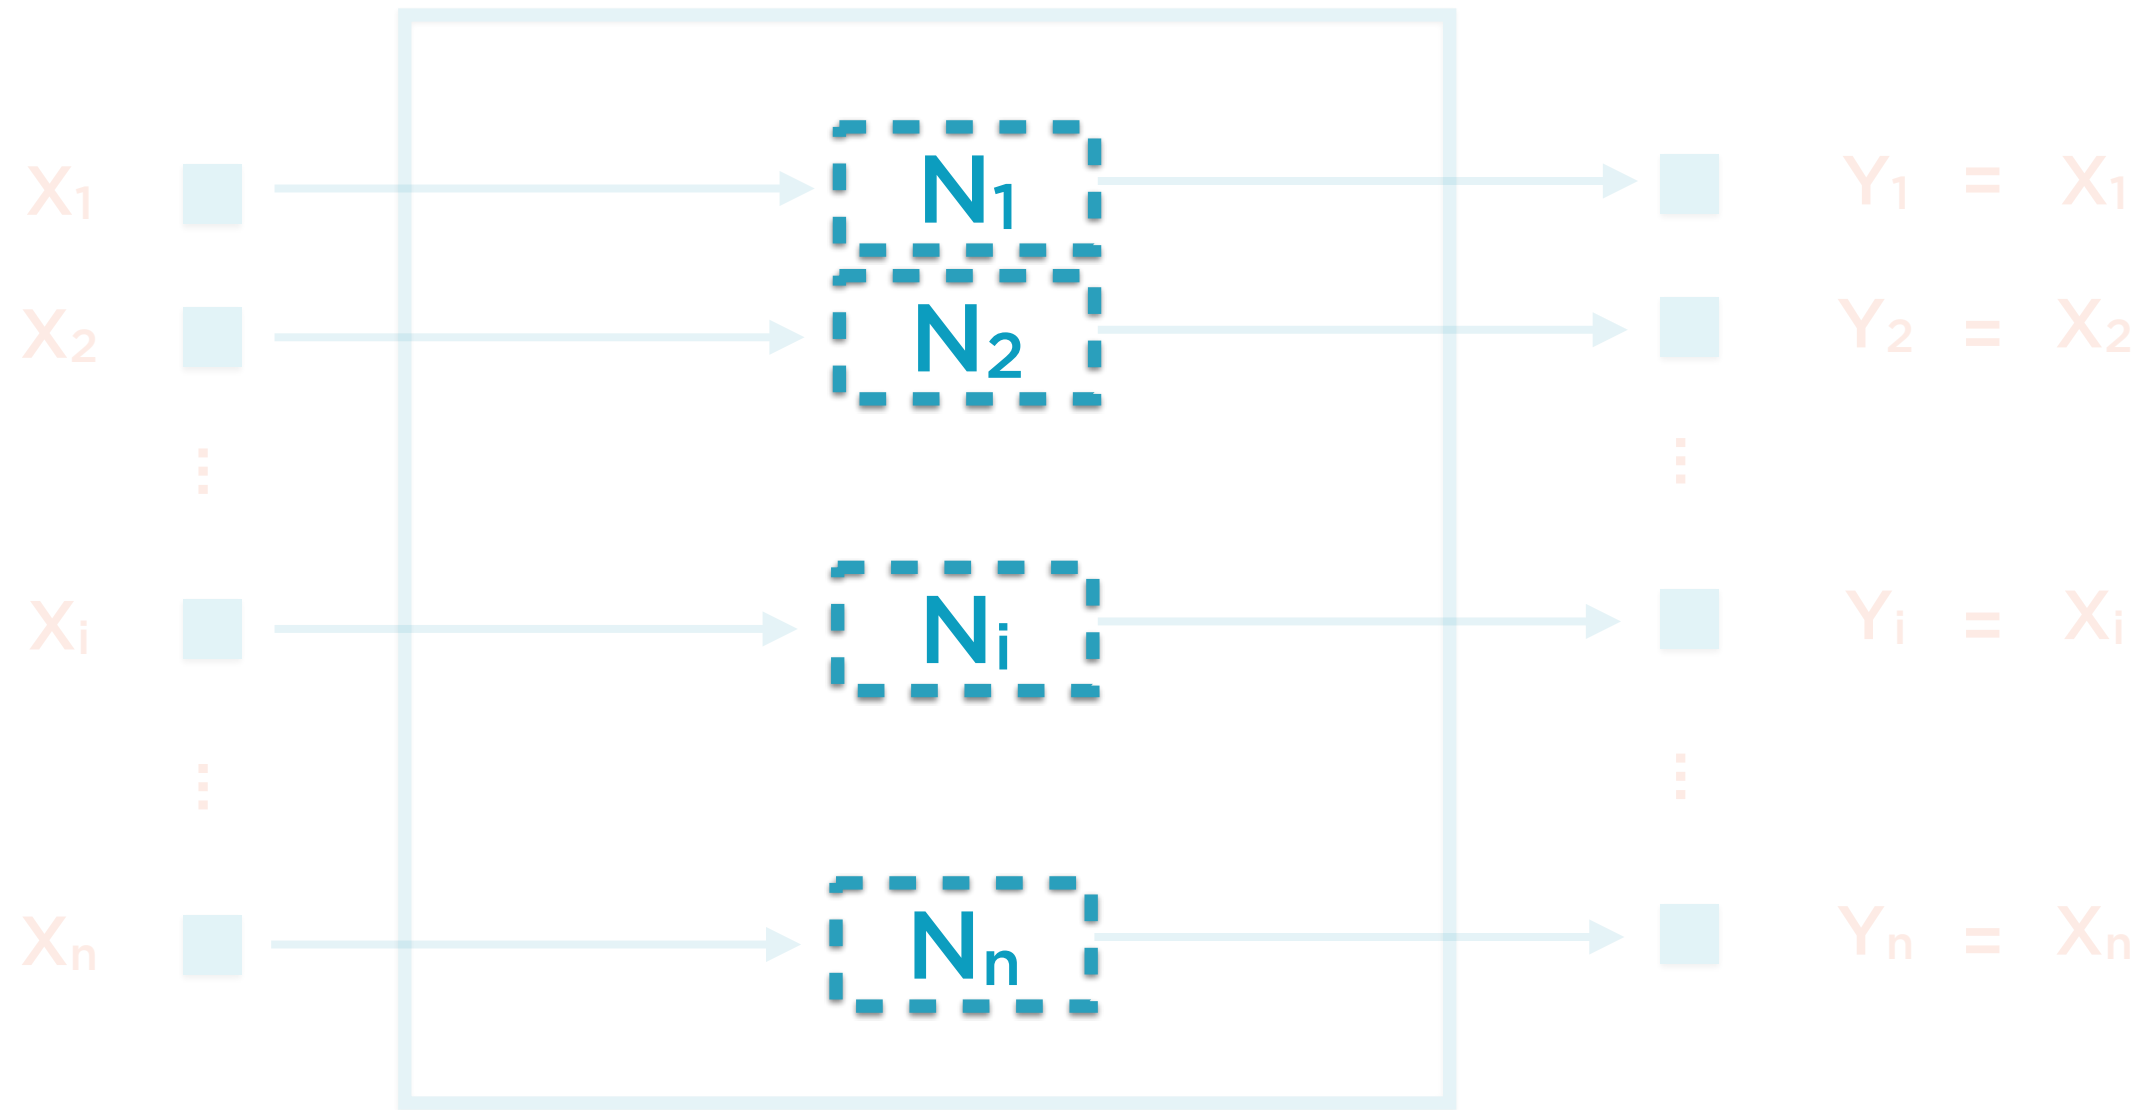 X1 N1 Y1 = X1
X2 N2 Y2 = X2
⋮ ⋮
Xi Ni Yi = Xi
⋮ ⋮
Xn Nn Yn = Xn